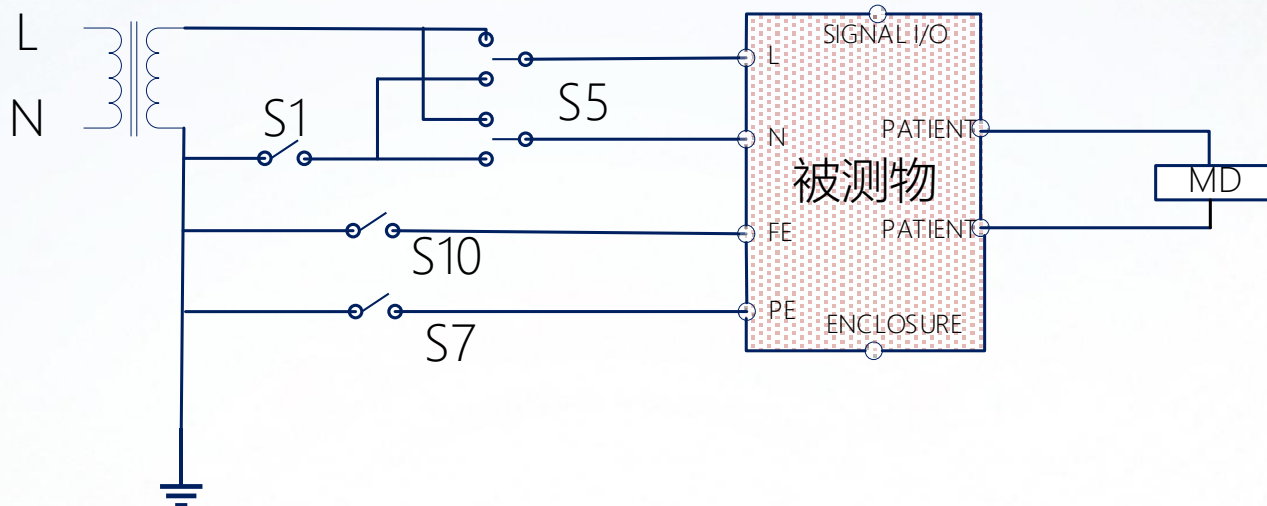 L
N
S1
S5
S10
S7
SIGNAL I/O
L
N
PATIENT
被测物
FE
PATIENT
PE
ENCLOSURE
MD